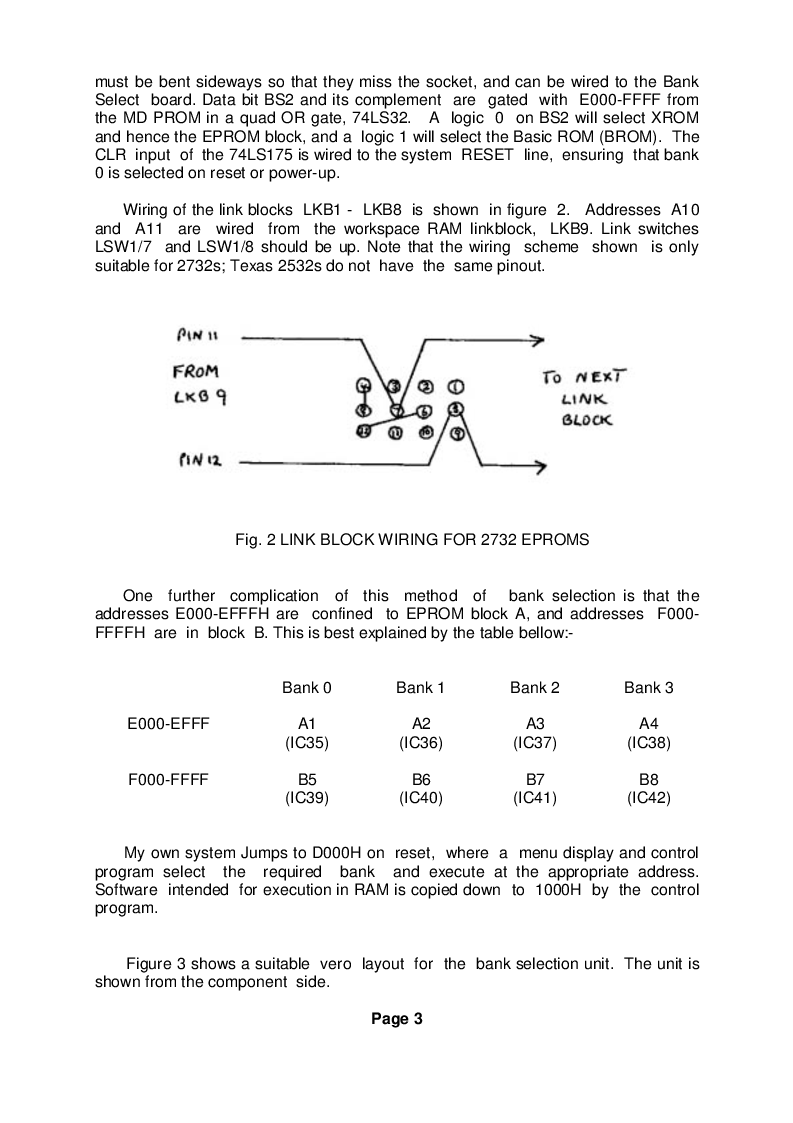 must be bent sideways so that they miss the socket, and can be wired to the Bank
Select board. Data bit BS2 and its complement are gated with E000-FFFF from
the MD PROM in a quad OR gate, 74LS32. A logic 0 on BS2 will select XROM
and hence the EPROM block, and a logic 1 will select the Basic ROM (BROM). The
CLR input of the 74LS175 is wired to the system RESET line, ensuring that bank
0 is selected on reset or power-up.
Wiring of the link blocks LKB1 - LKB8 is shown in figure 2. Addresses A10
and A11 are wired from the workspace RAM linkblock, LKB9. Link switches
LSW1/7 and LSW1/8 should be up. Note that the wiring scheme shown is only
suitable for 2732s; Texas 2532s do not have the same pinout.
PIN 11
FROM
LKB 9
4 3 2 1
8 7 6 5
12 11 10 9
TO NEXT
LINK
BLOCK
PIN 12
Fig. 2 LINK BLOCK WIRING FOR 2732 EPROMS
One further complication of this method of bank selection is that the
addresses E000-EFFFH are confined to EPROM block A, and addresses F000-
FFFFH are in block B. This is best explained by the table bellow:-
Bank 0 Bank 1 Bank 2 Bank 3
E000-EFFF A1 A2 A3 A4
(IC35) (IC36) (IC37) (IC38)
F000-FFFF B5 B6 B7 B8
(IC39) (IC40) (IC41) (IC42)
My own system Jumps to D000H on reset, where a menu display and control
program select the required bank and execute at the appropriate address.
Software intended for execution in RAM is copied down to 1000H by the control
program.
Figure 3 shows a suitable vero layout for the bank selection unit. The unit is
shown from the component side.
Page 3